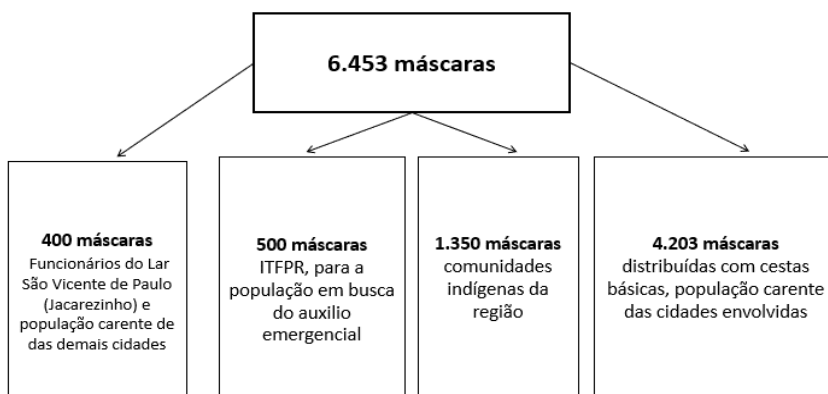 6.453 máscaras
400 máscaras
Funcionários do Lar
São Vicente de Paulo
(Jacarezinho) e
população carente de
das demais cidades
500 máscaras
ITFPR, para a
população em busca
do auxilio
emergencial
1.350 máscaras
comunidades
indígenas da
região
4.203 máscaras
distribuídas com cestas
básicas, população carente
das cidades envolvidas